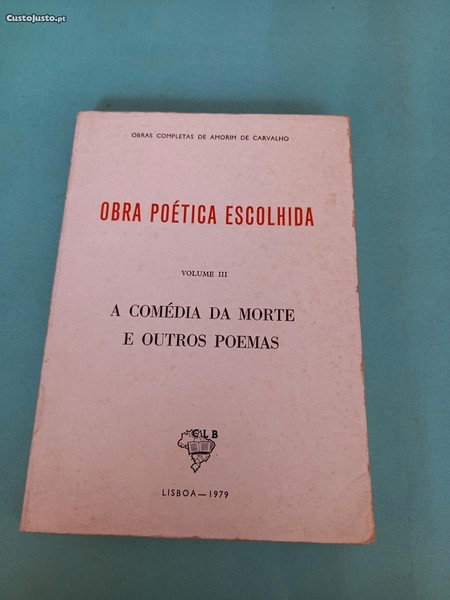 CustoJusto.pt
OBRAS COMPLETAS DE AMORIM DE CARVALHO
OBRA POÉTICA ESCOLHIDA
VOLUME III
A COMÉDIA DA MORTE
E OUTROS POEMAS
CLB
LISBOA—1979